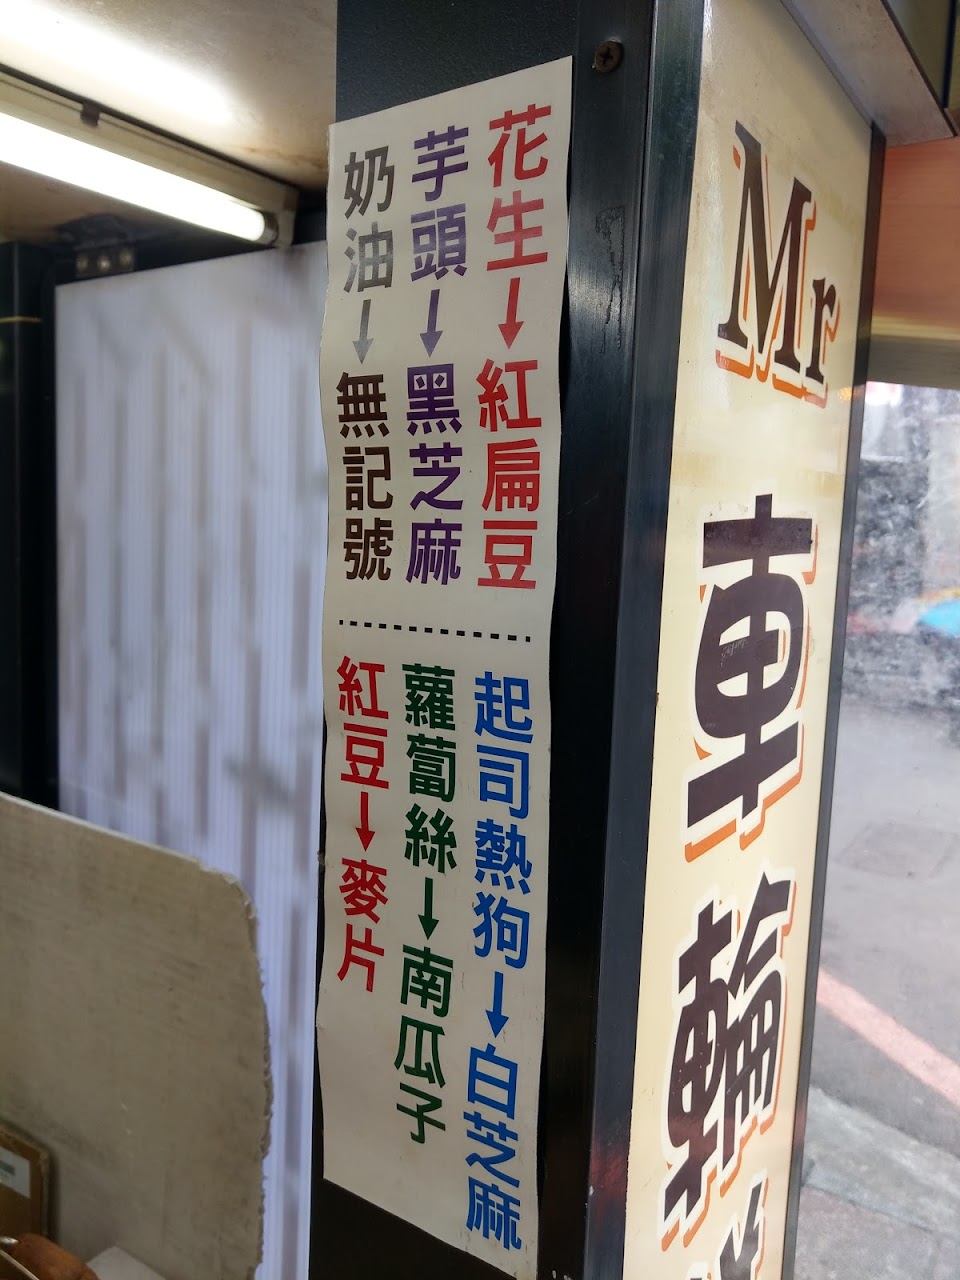 花生→紅扁豆
芋頭→黑芝麻
奶油→無記號
起司熱狗→白芝麻
蘿蔔絲→南瓜子
紅豆→麥片
Mr
車輪